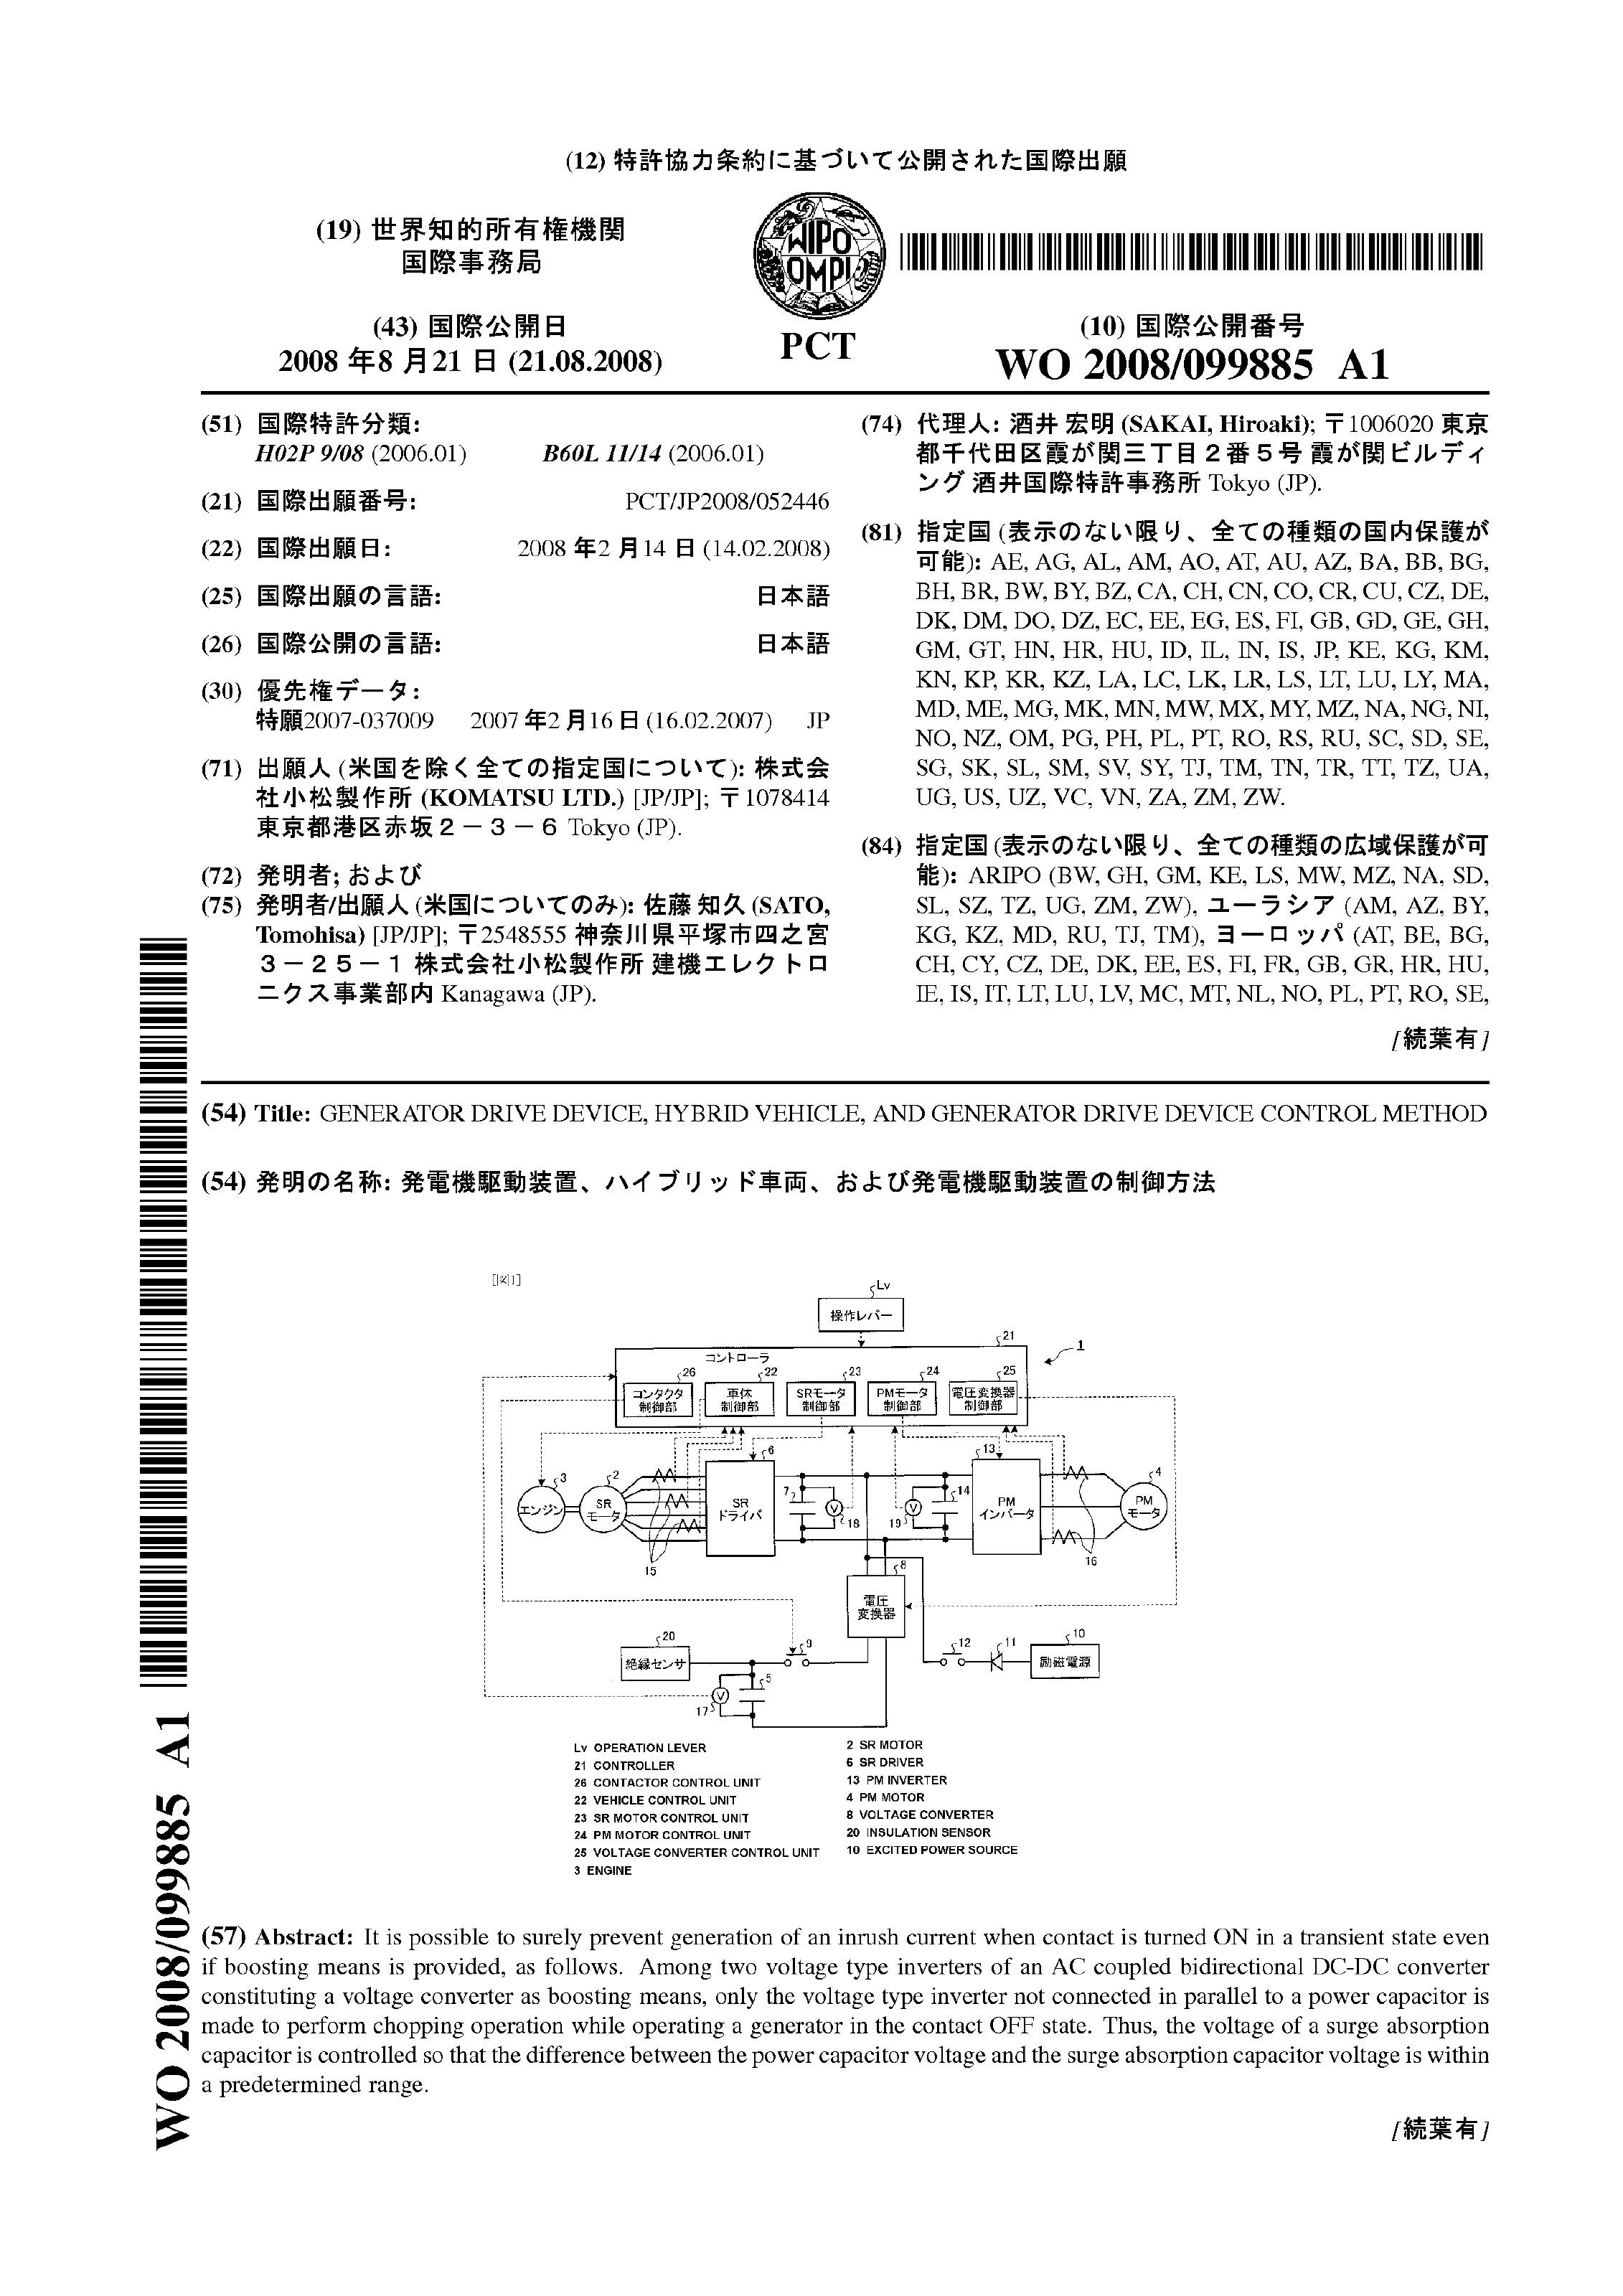 (12) 特許協力条約に基づいて公開された国際出願
(19) 世界知的所有権機関
国際事務局
WIPO
OMPI
(43) 国際公開日
2008 年8 月21 日 (21.08.2008)
PCT
(10) 国際公開番号
WO 2008/099885 A1
(51) 国際特許分類:
H02P 9/08 (2006.01) B60L 11/14 (2006.01)
(21) 国際出願番号: PCT/JP2008/052446
(22) 国際出願日: 2008 年2 月14 日 (14.02.2008)
(25) 国際出願の言語: 日本語
(26) 国際公開の言語: 日本語
(30) 優先権データ:
特願2007-037009 2007 年2 月16 日 (16.02.2007) JP
(71) 出願人 (米国を除く全ての指定国について): 株式会
社小松製作所 (KOMATSU LTD.) [JP/JP]; 〒1078414
東京都港区赤坂2－3－6 Tokyo (JP).
(72) 発明者; および
(75) 発明者/出願人 (米国についてのみ): 佐藤 知久 (SATO,
Tomohisa) [JP/JP]; 〒2548555 神奈川県平塚市四之宮
3－25－1 株式会社小松製作所 建機エレクトロ
ニクス事業部内 Kanagawa (JP).
(74) 代理人: 酒井 宏明 (SAKAI, Hiroaki); 〒1006020 東京
都千代田区霞が関三丁目2番5号 霞が関ビルディ
ング 酒井国際特許事務所 Tokyo (JP).
(81) 指定国 (表示のない限り、全ての種類の国内保護が
可能): AE, AG, AL, AM, AO, AT, AU, AZ, BA, BB, BG,
BH, BR, BW, BY, BZ, CA, CH, CN, CO, CR, CU, CZ, DE,
DK, DM, DO, DZ, EC, EE, EG, ES, FI, GB, GD, GE, GH,
GM, GT, HN, HR, HU, ID, IL, IN, IS, JP, KE, KG, KM,
KN, KP, KR, KZ, LA, LC, LK, LR, LS, LT, LU, LY, MA,
MD, ME, MG, MK, MN, MW, MX, MY, MZ, NA, NG, NI,
NO, NZ, OM, PG, PH, PL, PT, RO, RS, RU, SC, SD, SE,
SG, SK, SL, SM, SV, SY, TJ, TM, TN, TR, TT, TZ, UA,
UG, US, UZ, VC, VN, ZA, ZM, ZW.
(84) 指定国 (表示のない限り、全ての種類の広域保護が可
能): ARIPO (BW, GH, GM, KE, LS, MW, MZ, NA, SD,
SL, SZ, TZ, UG, ZM, ZW), ユーラシア (AM, AZ, BY,
KG, KZ, MD, RU, TJ, TM), ヨーロッパ (AT, BE, BG,
CH, CY, CZ, DE, DK, EE, ES, FI, FR, GB, GR, HR, HU,
IE, IS, IT, LT, LU, LV, MC, MT, NL, NO, PL, PT, RO, SE,
[続葉有]
(54) Title: GENERATOR DRIVE DEVICE, HYBRID VEHICLE, AND GENERATOR DRIVE DEVICE CONTROL METHOD
(54) 発明の名称: 発電機駆動装置、ハイブリッド車両、および発電機駆動装置の制御方法
[図1]
Lv
操作レバー
21
1
コントローラ
26 22 23 24 25
コンタクタ
制御部
車体
制御部
SRモータ
制御部
PMモータ
制御部
電圧変換器
制御部
3 2 6 13 4
エンジン
SR
モータ
SR
ドライバ
7 V 18
19 V 14
PM
インバータ
PM
モータ
15 16
8
電圧
変換器
20
絶縁センサ
9 12 11 10
励磁電源
17 V 5
Lv OPERATION LEVER
21 CONTROLLER
26 CONTACTOR CONTROL UNIT
22 VEHICLE CONTROL UNIT
23 SR MOTOR CONTROL UNIT
24 PM MOTOR CONTROL UNIT
25 VOLTAGE CONVERTER CONTROL UNIT
3 ENGINE
2 SR MOTOR
6 SR DRIVER
13 PM INVERTER
4 PM MOTOR
8 VOLTAGE CONVERTER
20 INSULATION SENSOR
10 EXCITED POWER SOURCE
(57) Abstract: It is possible to surely prevent generation of an inrush current when contact is turned ON in a transient state even
if boosting means is provided, as follows. Among two voltage type inverters of an AC coupled bidirectional DC-DC converter
constituting a voltage converter as boosting means, only the voltage type inverter not connected in parallel to a power capacitor is
made to perform chopping operation while operating a generator in the contact OFF state. Thus, the voltage of a surge absorption
capacitor is controlled so that the difference between the power capacitor voltage and the surge absorption capacitor voltage is within
a predetermined range.
[続葉有]
WO 2008/099885 A1